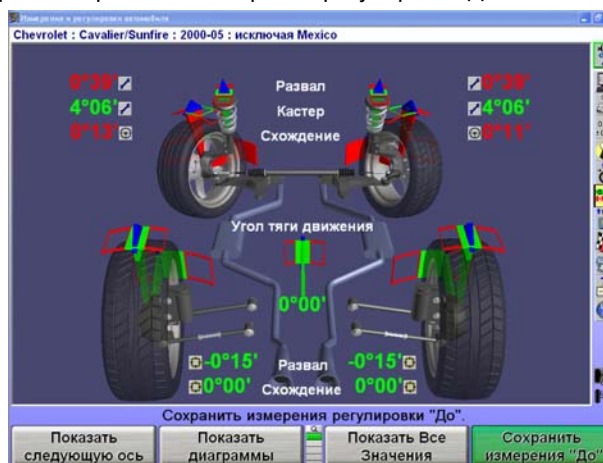 Измерения и регулировки автомобиля
Chevrolet : Cavalier/Sunfire : 2000-05 : исключая Mexico
0°39' Развал 0°39'
4°06' Кастер 4°06'
0°13' Схождение 0°11'
Угол тяги движения
0°00'
-0°15' Развал -0°15'
0°00' Схождение 0°00'
Сохранить измерения регулировки "До".
Показать следующую ось
Показать диаграммы
Показать Все Значения
Сохранить измерения "До"